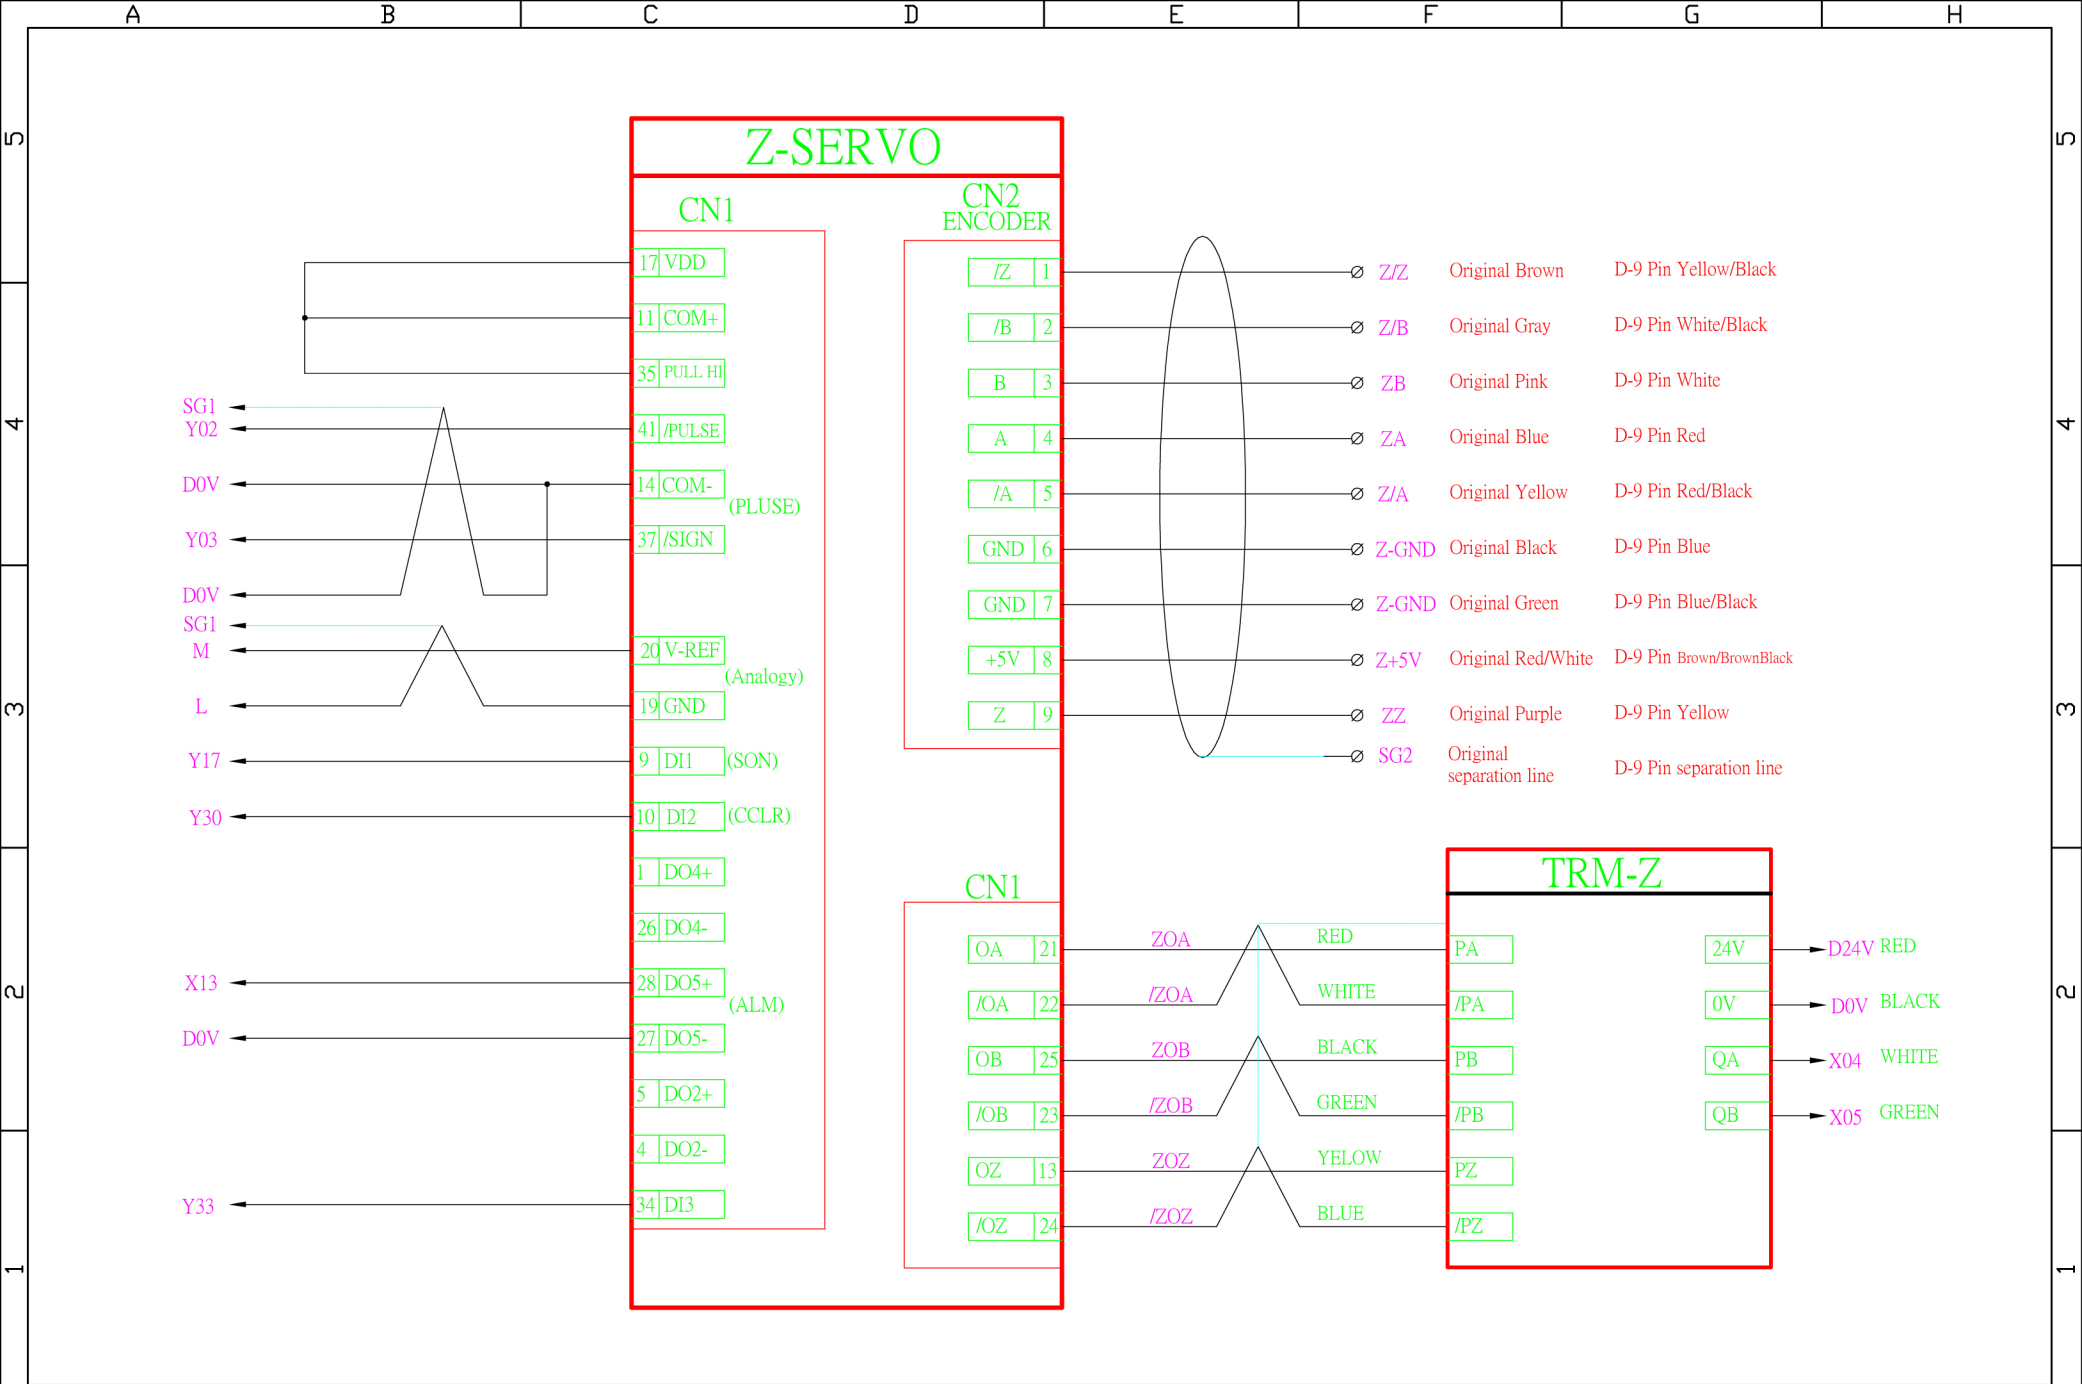 A B C D E F G H
5 5
4 4
3 3
2 2
1 1
Z-SERVO
CN1
17 VDD
11 COM+
35 PULL HI
SG1
Y02 41 /PULSE
D0V 14 COM-
(PLUSE)
Y03 37 /SIGN
D0V
SG1
M 20 V-REF
(Analogy)
L 19 GND
Y17 9 DI1 (SON)
Y30 10 DI2 (CCLR)
1 DO4+
26 DO4-
X13 28 DO5+
(ALM)
D0V 27 DO5-
5 DO2+
4 DO2-
Y33 34 DI3
CN2
ENCODER
/Z 1 Z/Z Original Brown D-9 Pin Yellow/Black
/B 2 Z/B Original Gray D-9 Pin White/Black
B 3 ZB Original Pink D-9 Pin White
A 4 ZA Original Blue D-9 Pin Red
/A 5 Z/A Original Yellow D-9 Pin Red/Black
GND 6 Z-GND Original Black D-9 Pin Blue
GND 7 Z-GND Original Green D-9 Pin Blue/Black
+5V 8 Z+5V Original Red/White D-9 Pin Brown/BrownBlack
Z 9 ZZ Original Purple D-9 Pin Yellow
SG2 Original
separation line D-9 Pin separation line
CN1
OA 21 ZOA RED PA
/OA 22 /ZOA WHITE /PA
OB 25 ZOB BLACK PB
/OB 23 /ZOB GREEN /PB
OZ 13 ZOZ YELOW PZ
/OZ 24 /ZOZ BLUE /PZ
TRM-Z
24V D24V RED
0V D0V BLACK
QA X04 WHITE
QB X05 GREEN